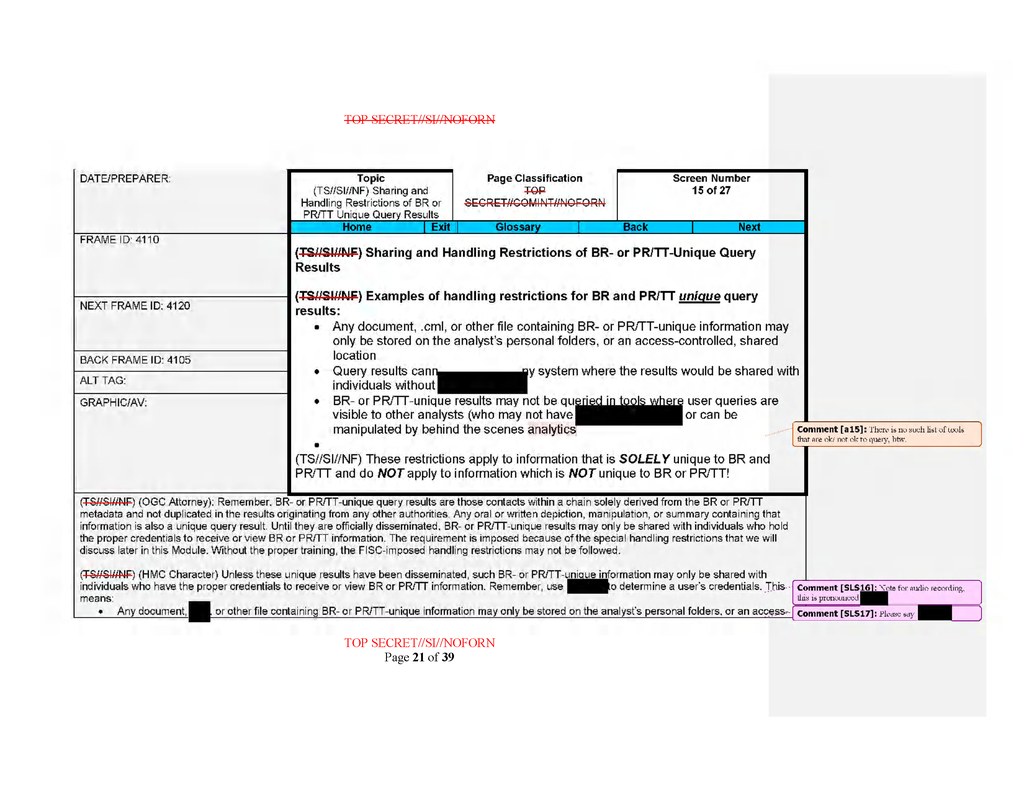 TOP SECRET//SI//NOFORN
DATE/PREPARER:
Topic
(TS//SI//NF) Sharing and
Handling Restrictions of BR or
PR/TT Unique Query Results
Page Classification
TOP
SECRET//COMINT//NOFORN
Screen Number
15 of 27
Home Exit Glossary Back Next
FRAME ID: 4110
NEXT FRAME ID: 4120
BACK FRAME ID: 4105
ALT TAG:
GRAPHIC/AV:
(TS//SI//NF) Sharing and Handling Restrictions of BR- or PR/TT-Unique Query
Results
(TS//SI//NF) Examples of handling restrictions for BR and PR/TT unique query
results:
• Any document, .cml, or other file containing BR- or PR/TT-unique information may
only be stored on the analyst's personal folders, or an access-controlled, shared
location
• Query results cann y system where the results would be shared with
individuals without
• BR- or PR/TT-unique results may not be queried in tools where user queries are
visible to other analysts (who may not have or can be
manipulated by behind the scenes analytics
•
(TS//SI//NF) These restrictions apply to information that is SOLELY unique to BR and
PR/TT and do NOT apply to information which is NOT unique to BR or PR/TT!
Comment [a15]: There is no such list of tools
that are ok/ not ok to query, btw.
(TS//SI//NF) (OGC Attorney): Remember, BR- or PR/TT-unique query results are those contacts within a chain solely derived from the BR or PR/TT
metadata and not duplicated in the results originating from any other authorities. Any oral or written depiction, manipulation, or summary containing that
information is also a unique query result. Until they are officially disseminated, BR- or PR/TT-unique results may only be shared with individuals who hold
the proper credentials to receive or view BR or PR/TT information. The requirement is imposed because of the special handling restrictions that we will
discuss later in this Module. Without the proper training, the FISC-imposed handling restrictions may not be followed.
(TS//SI//NF) (HMC Character) Unless these unique results have been disseminated, such BR- or PR/TT-unique information may only be shared with
individuals who have the proper credentials to receive or view BR or PR/TT information. Remember, use to determine a user's credentials. This
means:
• Any document, , or other file containing BR- or PR/TT-unique information may only be stored on the analyst's personal folders, or an access-
Comment [SLS16]: Note for audio recording,
this is pronounced
Comment [SLS17]: Please say
TOP SECRET//SI//NOFORN
Page 21 of 39